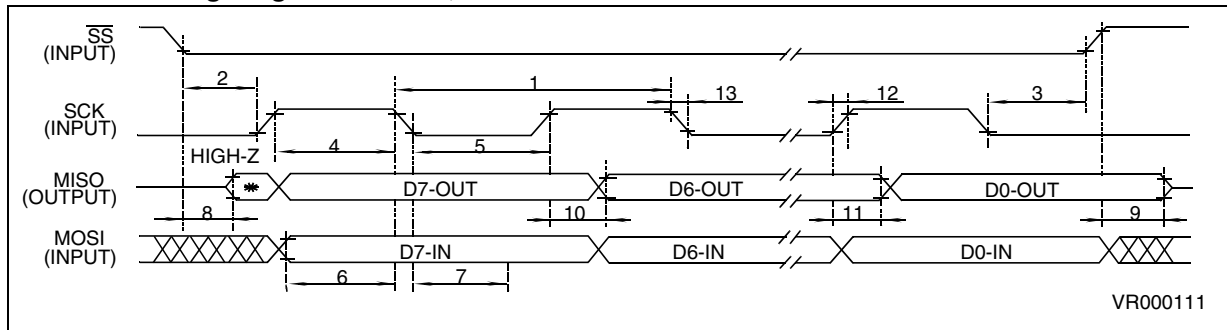 SS
(INPUT)
2
1
13
12
3
SCK
(INPUT)
4
5
HIGH-Z
MISO
(OUTPUT)
*
D7-OUT
D6-OUT
D0-OUT
8
10
11
9
MOSI
(INPUT)
D7-IN
D6-IN
D0-IN
6
7
VR000111